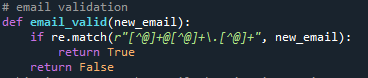 # email validation
def email_valid(new_email):
    if re.match(r"[^@]+@[^@]+\.[^@]+", new_email):
        return True
    return False